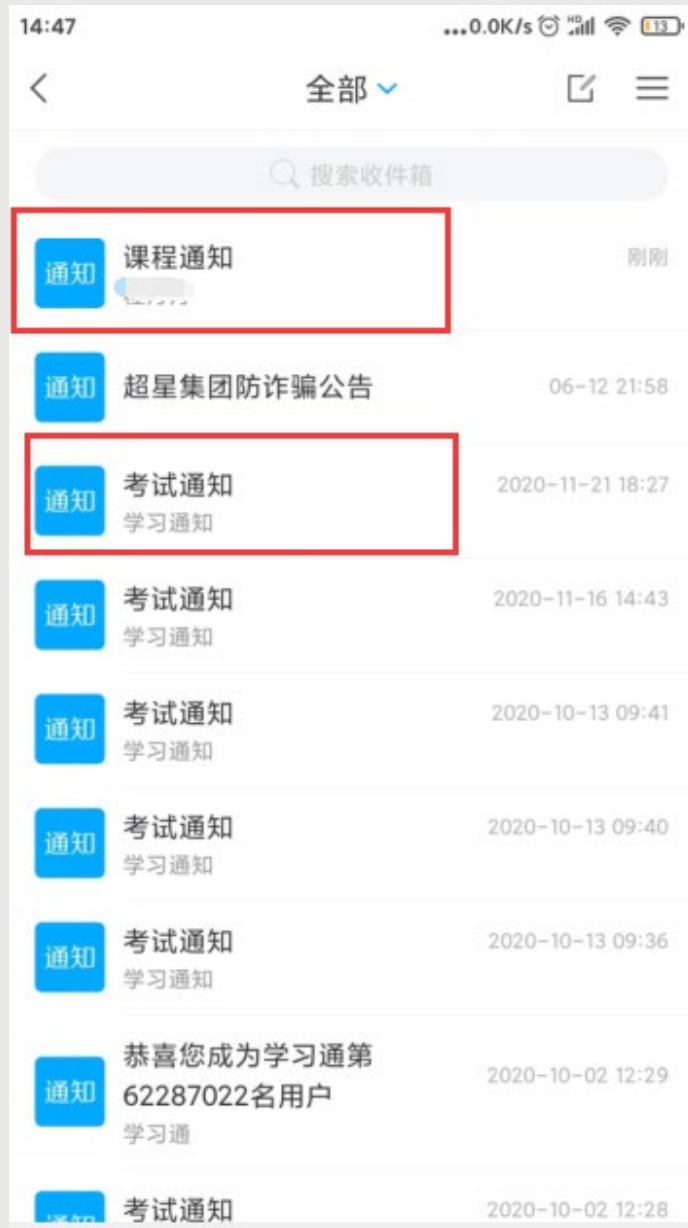 14:47
...0.0K/s HD 13
全部
搜索收件箱
通知 课程通知 刚刚
通知 超星集团防诈骗公告 06-12 21:58
通知 考试通知 2020-11-21 18:27
学习通知
通知 考试通知 2020-11-16 14:43
学习通知
通知 考试通知 2020-10-13 09:41
学习通知
通知 考试通知 2020-10-13 09:40
学习通知
通知 考试通知 2020-10-13 09:36
学习通知
恭喜您成为学习通第
通知 62287022名用户 2020-10-02 12:29
学习通
通知 考试通知 2020-10-02 12:28